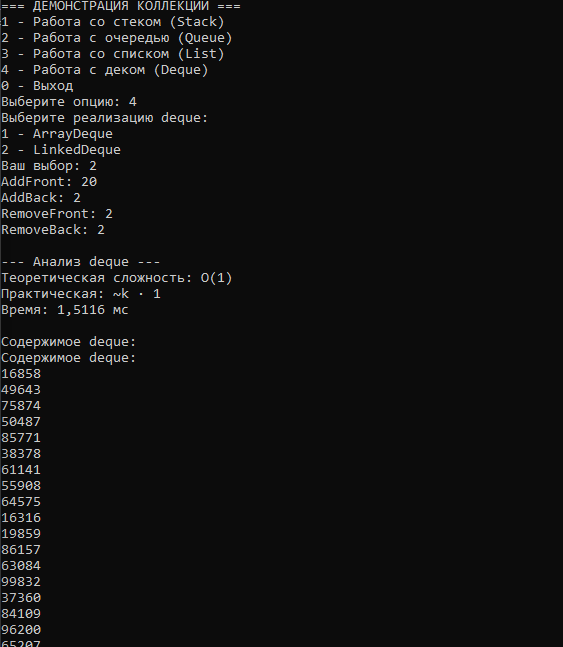 === ДЕМОНСТРАЦИЯ КОЛЛЕКЦИИ ===
1 - Работа со стеком (Stack)
2 - Работа с очередью (Queue)
3 - Работа со списком (List)
4 - Работа с деком (Deque)
0 - Выход
Выберите опцию: 4
Выберите реализацию deque:
1 - ArrayDeque
2 - LinkedDeque
Ваш выбор: 2
AddFront: 20
AddBack: 2
RemoveFront: 2
RemoveBack: 2
--- Анализ deque ---
Теоретическая сложность: O(1)
Практическая: ~k · 1
Время: 1,5116 мс
Содержимое deque:
Содержимое deque:
16858
49643
75874
50487
85771
38378
61141
55908
64575
16316
19859
86157
63084
99832
37360
84109
96200
65207